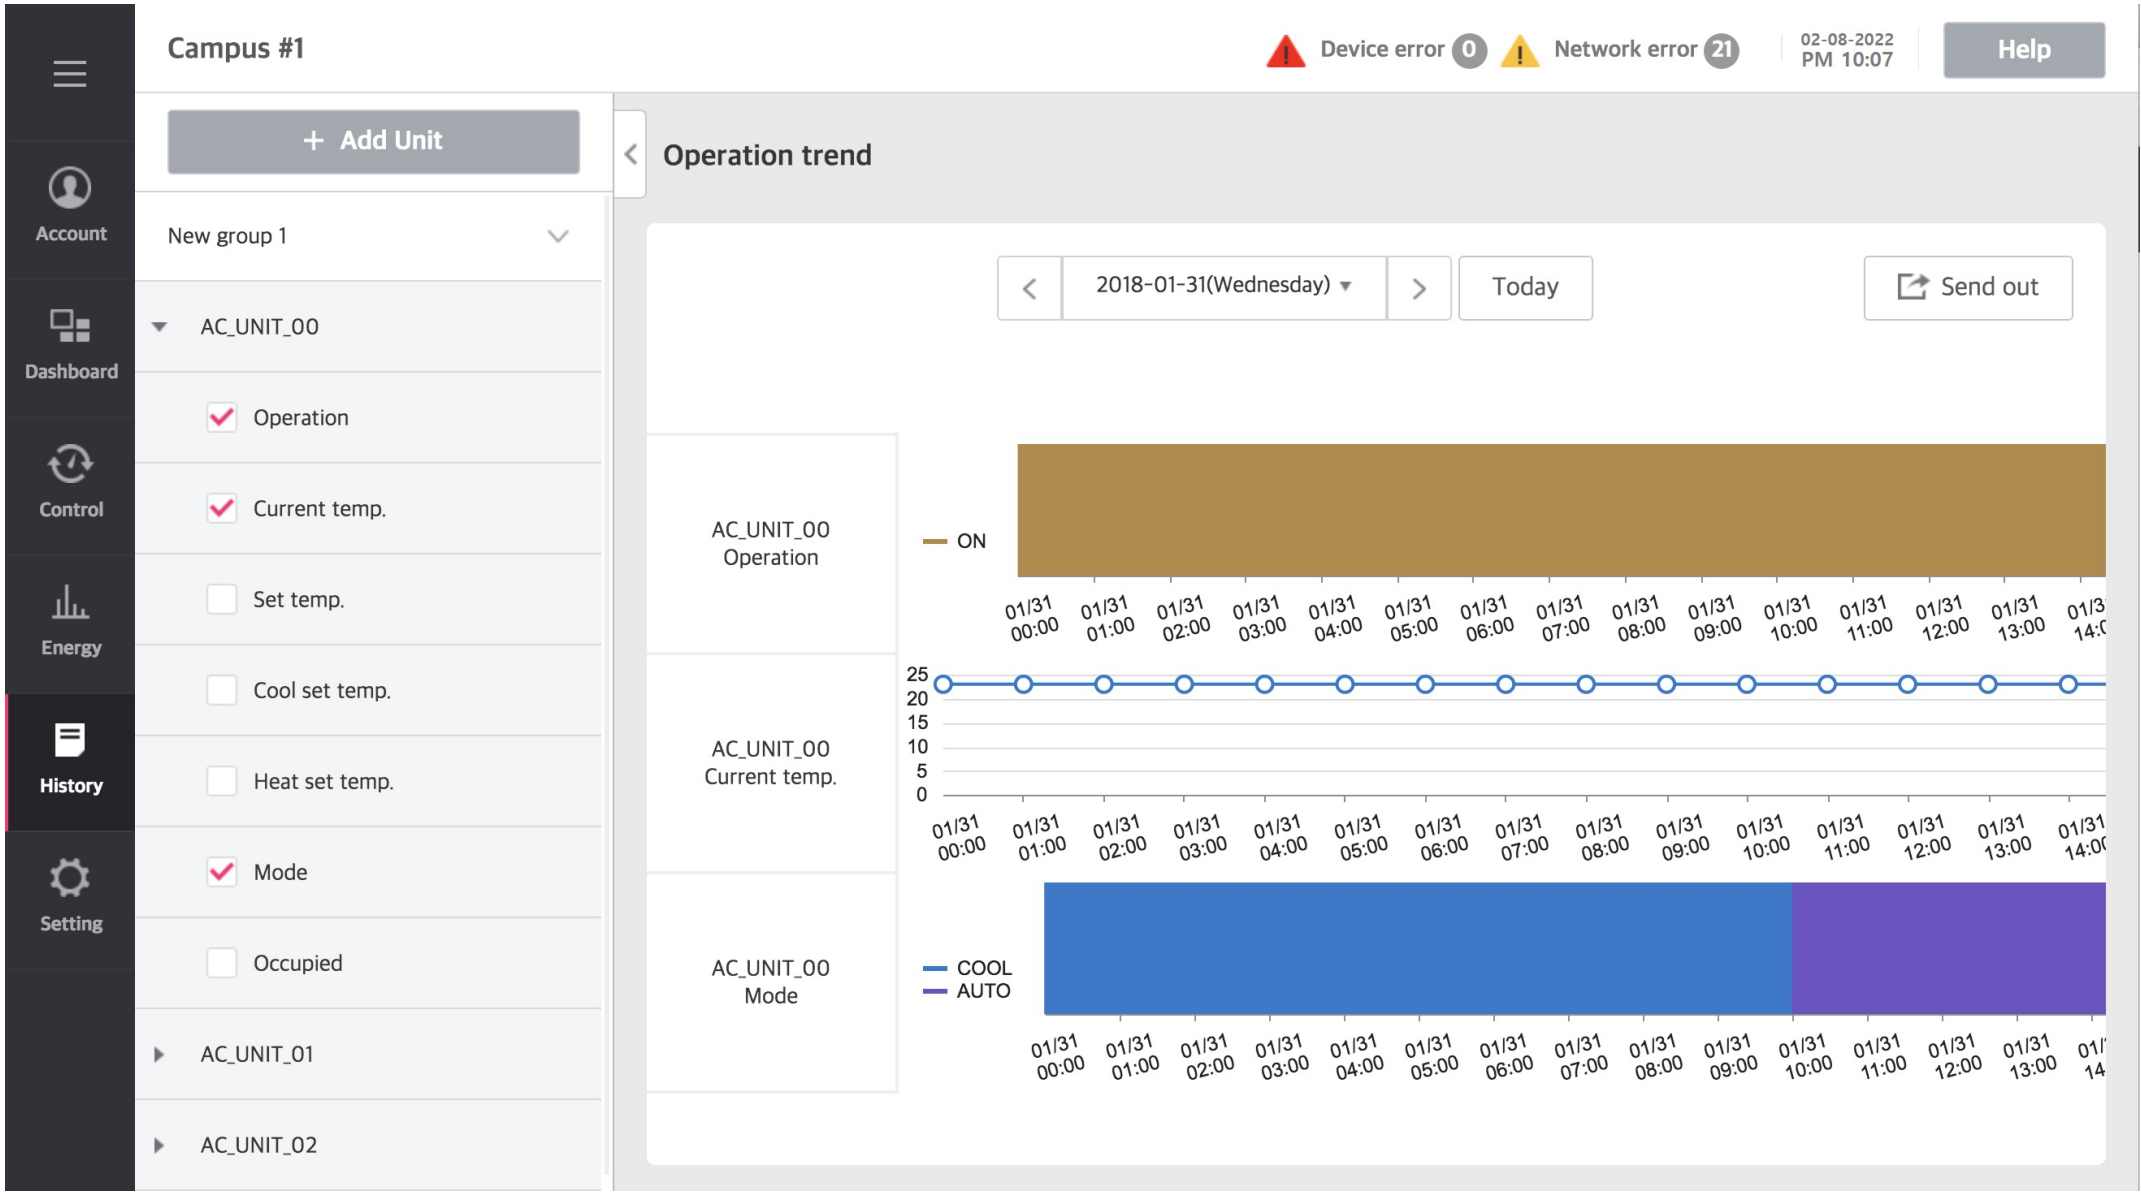 Campus #1
Device error 0
Network error 21
02-08-2022
PM 10:07
Help
Account
Dashboard
Control
Energy
History
Setting
+ Add Unit
New group 1
AC_UNIT_00
Operation
Current temp.
Set temp.
Cool set temp.
Heat set temp.
Mode
Occupied
AC_UNIT_01
AC_UNIT_02
Operation trend
2018-01-31(Wednesday)
Today
Send out
AC_UNIT_00
Operation
ON
01/31 01/31 01/31 01/31 01/31 01/31 01/31 01/31 01/31 01/31 01/31 01/31 01/31 01/31 01/3
00:00 01:00 02:00 03:00 04:00 05:00 06:00 07:00 08:00 09:00 10:00 11:00 12:00 13:00 14:0
AC_UNIT_00
Current temp.
25
20
15
10
5
0
01/31 01/31 01/31 01/31 01/31 01/31 01/31 01/31 01/31 01/31 01/31 01/31 01/31 01/31 01/31
00:00 01:00 02:00 03:00 04:00 05:00 06:00 07:00 08:00 09:00 10:00 11:00 12:00 13:00 14:00
AC_UNIT_00
Mode
COOL
AUTO
01/31 01/31 01/31 01/31 01/31 01/31 01/31 01/31 01/31 01/31 01/31 01/31 01/31 01/31 01/
00:00 01:00 02:00 03:00 04:00 05:00 06:00 07:00 08:00 09:00 10:00 11:00 12:00 13:00 14